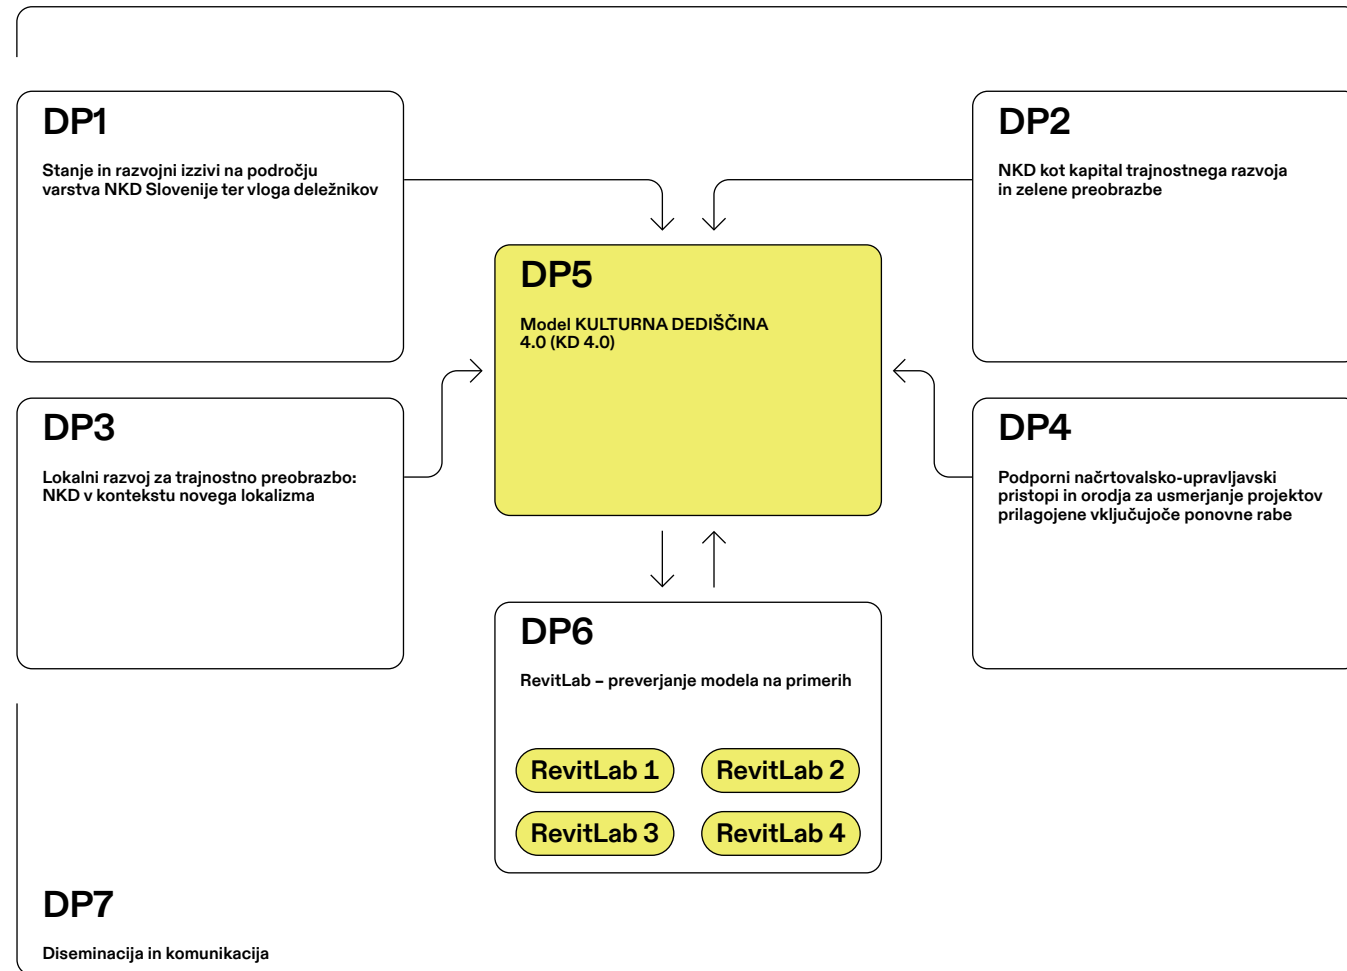 DP1
Stanje in razvojni izzivi na področju
varstva NKD Slovenije ter vloga deležnikov
DP2
NKD kot kapital trajnostnega razvoja
in zelene preobrazbe
DP5
Model KULTURNA DEDIŠČINA
4.0 (KD 4.0)
DP3
Lokalni razvoj za trajnostno preobrazbo:
NKD v kontekstu novega lokalizma
DP4
Podporni načrtovalsko-upravljavski
pristopi in orodja za usmerjanje projektov
prilagojene vključujoče ponovne rabe
DP6
RevitLab – preverjanje modela na primerih
RevitLab 1
RevitLab 2
RevitLab 3
RevitLab 4
DP7
Diseminacija in komunikacija